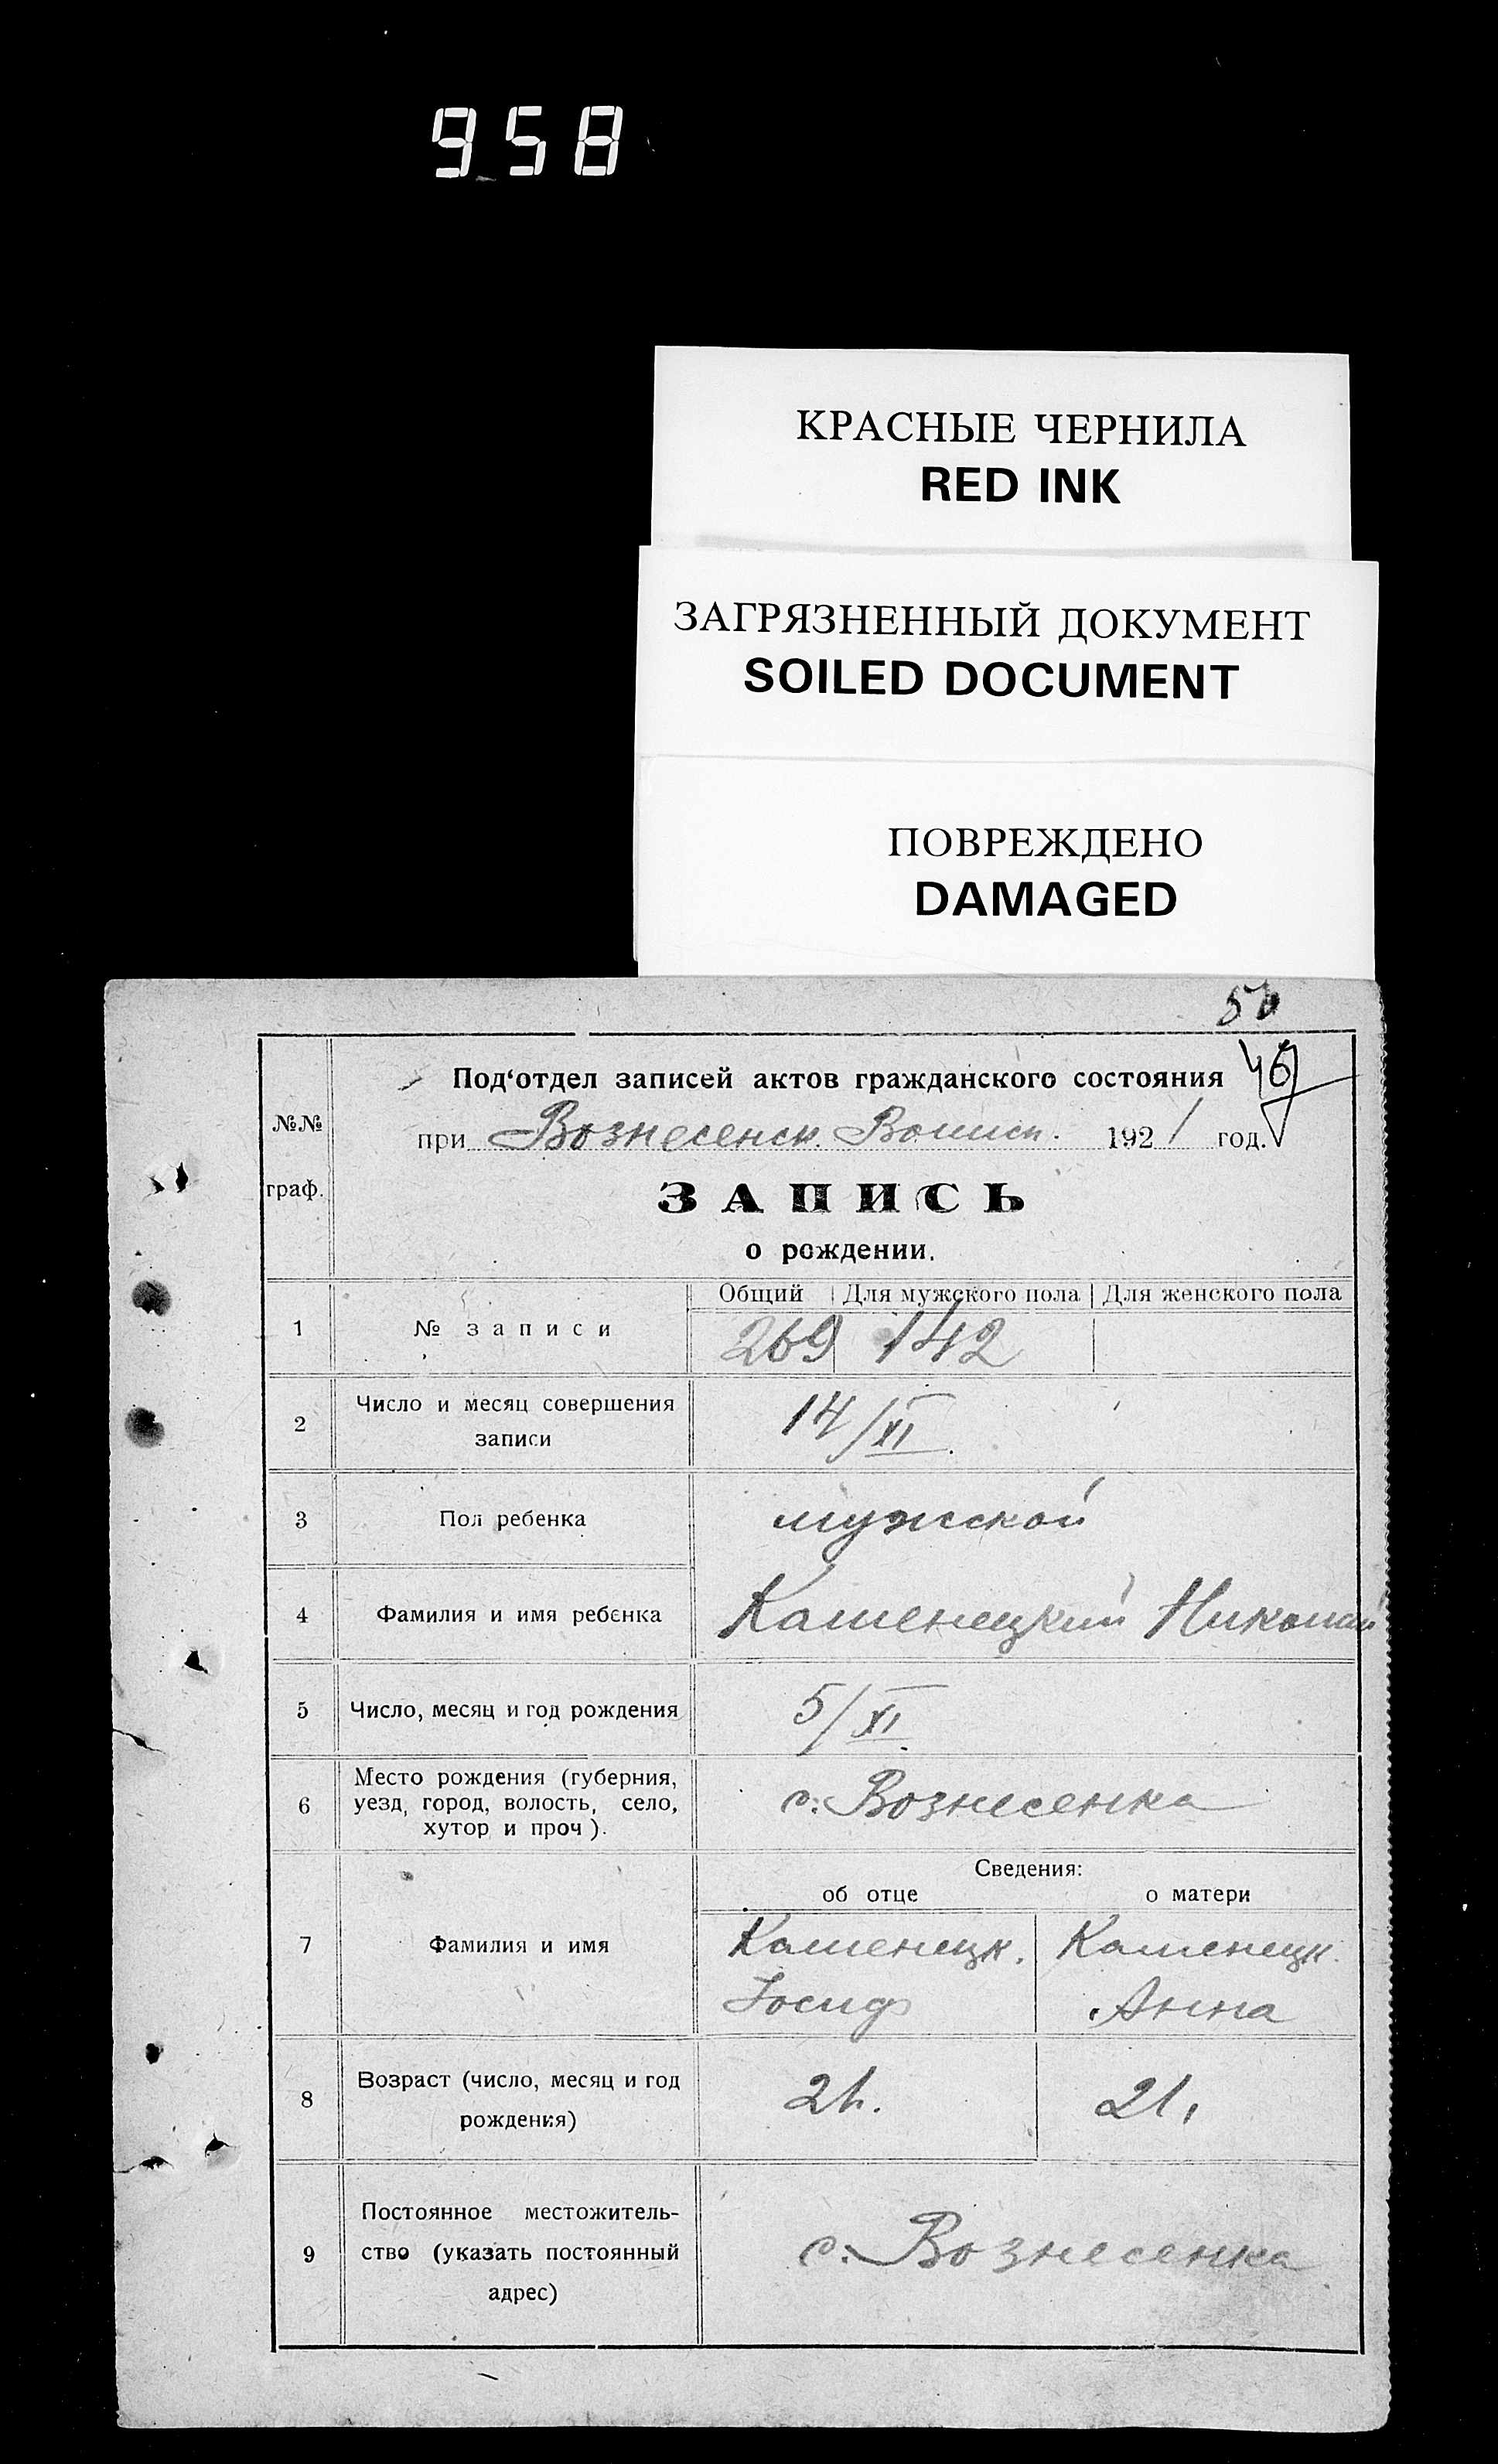 958
КРАСНЫЕ ЧЕРНИЛА
RED INK
ЗАГРЯЗНЕННЫЙ ДОКУМЕНТ
SOILED DOCUMENT
ПОВРЕЖДЕНО
DAMAGED
50
46
Под‘отдел записей актов гражданского состояния
№№ граф.
при Вознесенск. Волисп. 1921 год.
ЗАПИСЬ
о рождении.
Общий Для мужского пола Для женского пола
1 № записи 269 142
2 Число и месяц совершения
записи
14/XI
3 Пол ребенка мужской
4 Фамилия и имя ребенка Каменецкий Николай
5 Число, месяц и год рождения 5/XI
6 Место рождения (губерния,
уезд, город, волость, село,
хутор и проч).
с. Вознесенка
Сведения:
об отце о матери
7 Фамилия и имя Каменецк. Каменецк.
Иосиф Анна
8 Возраст (число, месяц и год
рождения)
21. 21.
9 Постоянное местожитель-
ство (указать постоянный
адрес)
с. Вознесенка